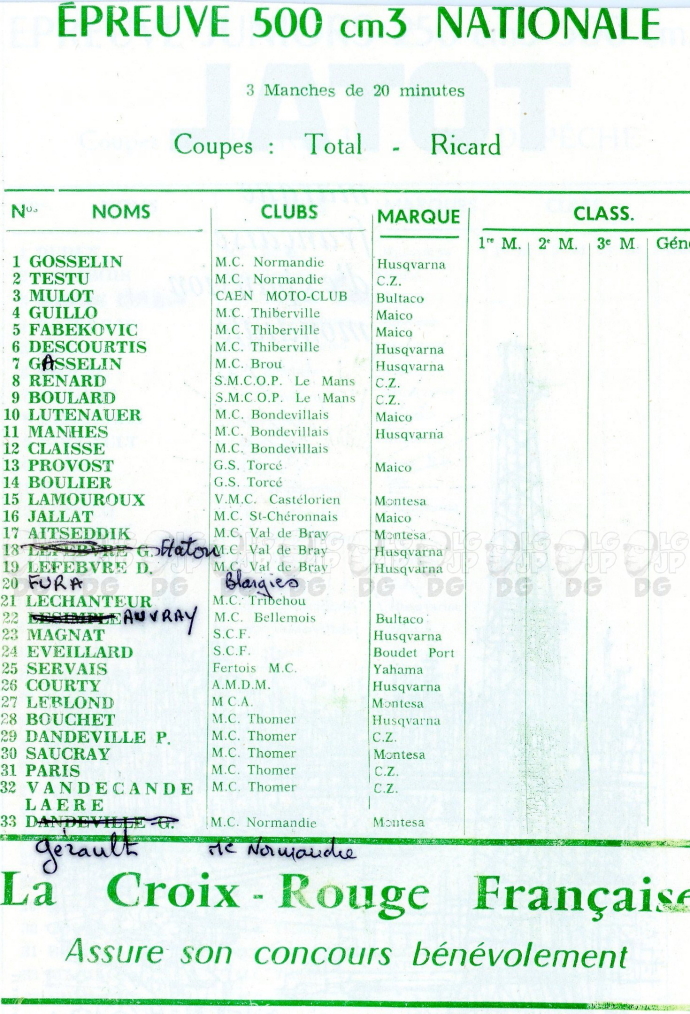 ÉPREUVE 500 cm3 NATIONALE
3 Manches de 20 minutes
Coupes : Total - Ricard
Nos NOMS CLUBS MARQUE CLASS.
1re M. 2e M. 3e M. Géné
1 GOSSELIN M.C. Normandie Husqvarna
2 TESTU M.C. Normandie C.Z.
3 MULOT CAEN MOTO-CLUB Bultaco
4 GUILLO M.C. Thiberville Maico
5 FABEKOVIC M.C. Thiberville Maico
6 DESCOURTIS M.C. Thiberville Husqvarna
7 GASSELIN M.C. Brou Husqvarna
8 RENARD S.M.C.O.P. Le Mans C.Z.
9 BOULARD S.M.C.O.P. Le Mans C.Z.
10 LUTENAUER M.C. Bondevillais Maico
11 MANHES M.C. Bondevillais Husqvarna
12 CLAISSE M.C. Bondevillais
13 PROVOST G.S. Torcé Maico
14 BOULIER G.S. Torcé
15 LAMOUROUX V.M.C. Castélorien Montesa
16 JALLAT M.C. St-Chéronnais Maico
17 AITSEDDIK M.C. Val de Bray Montesa
18 LEFEBVRE G. Haton M.C. Val de Bray Husqvarna
19 LEFEBVRE D. M.C. Val de Bray Husqvarna
20 FURA Blargies
21 LECHANTEUR M.C. Tribehou
22 LESIMPLE AUVRAY M.C. Bellemois Bultaco
23 MAGNAT S.C.F. Husqvarna
24 EVEILLARD S.C.F. Boudet Port
25 SERVAIS Fertois M.C. Yahama
26 COURTY A.M.D.M. Husqvarna
27 LEBLOND M C.A. Montesa
28 BOUCHET M.C. Thomer Husqvarna
29 DANDEVILLE P. M.C. Thomer C.Z.
30 SAUCRAY M.C. Thomer Montesa
31 PARIS M.C. Thomer C.Z.
32 VANDECANDE M.C. Thomer C.Z.
LAERE
33 DANDEVILLE G. M.C. Normandie Montesa
Gérault Mc Normandie
La Croix-Rouge Française
Assure son concours bénévolement